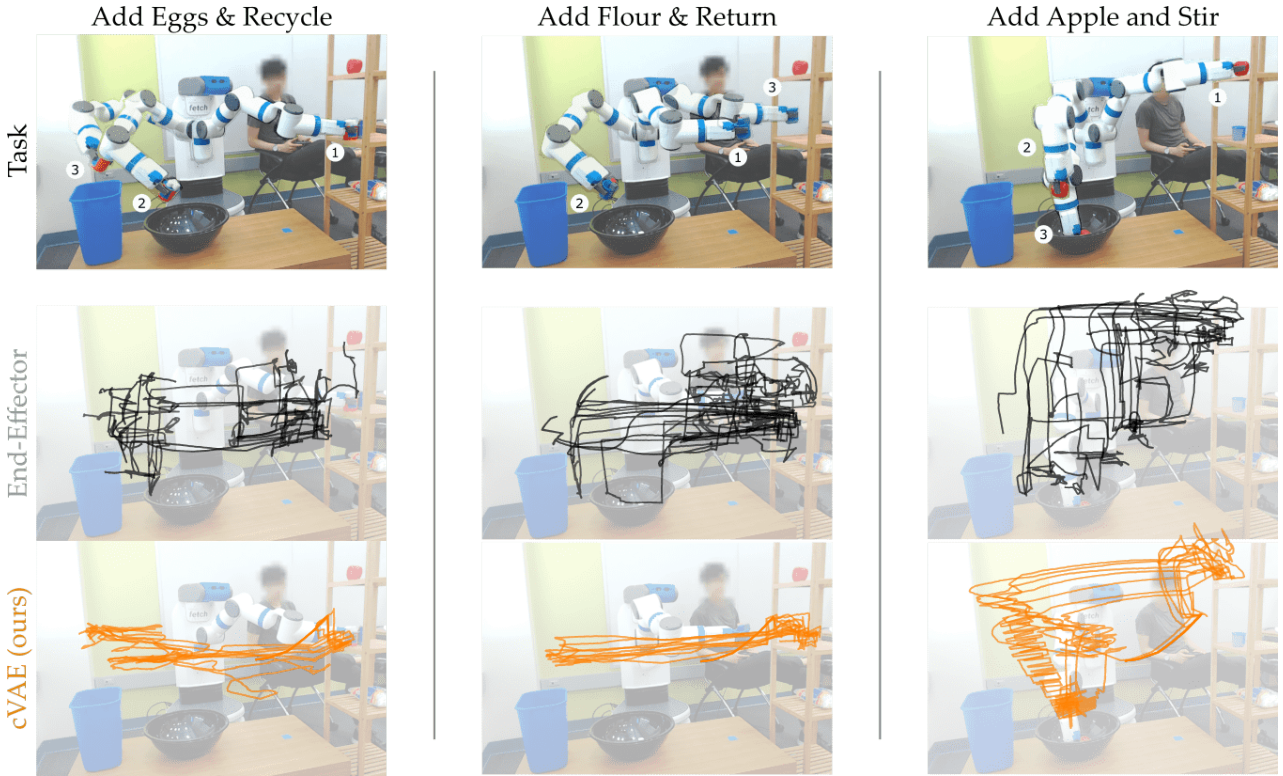 Add Eggs & Recycle
Add Flour & Return
Add Apple and Stir
Task
fetch
1
2
3
fetch
1
2
3
1
2
3
End-Effector
fetch
cVAE (ours)
fetch